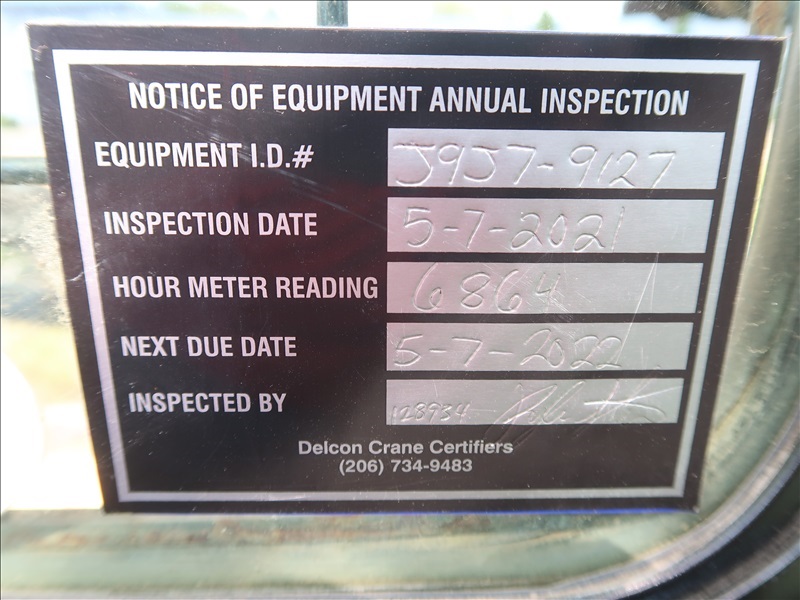 NOTICE OF EQUIPMENT ANNUAL INSPECTION
EQUIPMENT I.D.# J9J7-9127
INSPECTION DATE 5-7-2021
HOUR METER READING 6864
NEXT DUE DATE 5-7-2022
INSPECTED BY 128934
Delcon Crane Certifiers
(206) 734-9483